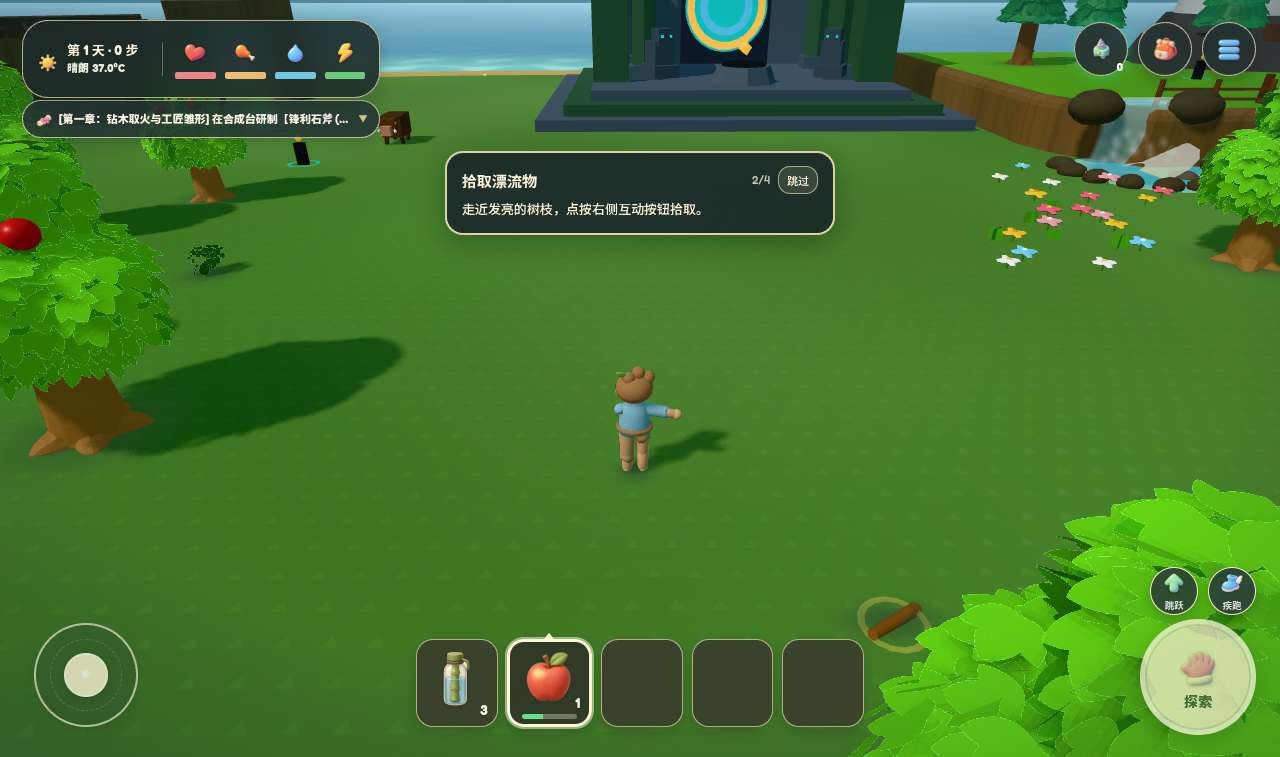 第 1 天 · 0 步
晴朗 37.0°C
[第一章：钻木取火与工匠雏形] 在合成台研制［锋利石斧 (...
0
拾取漂流物
2/4
跳过
走近发亮的树枝，点按右侧互动按钮拾取。
跳跃
疾跑
探索
3
1